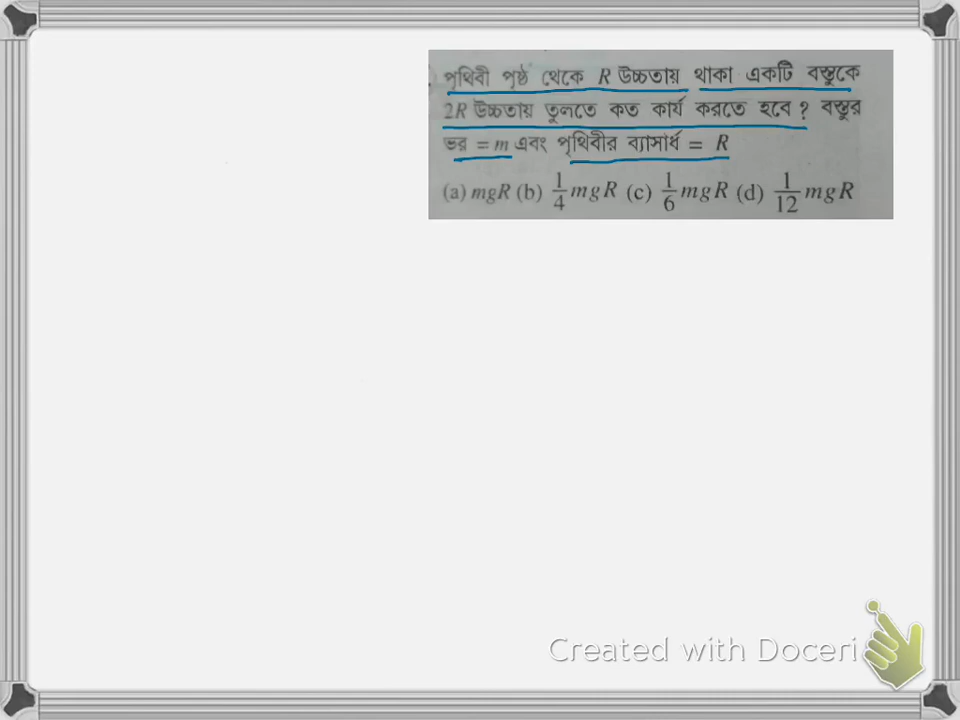 পৃথিবী পৃষ্ঠ থেকে R উচ্চতায় থাকা একটি বস্তুকে
2R উচ্চতায় তুলতে কত কার্য করতে হবে ? বস্তুর
ভর = m এবং পৃথিবীর ব্যাসার্ধ = R
(a) mgR (b) 1/4 mgR (c) 1/6 mgR (d) 1/12 mgR
Created with Doceri